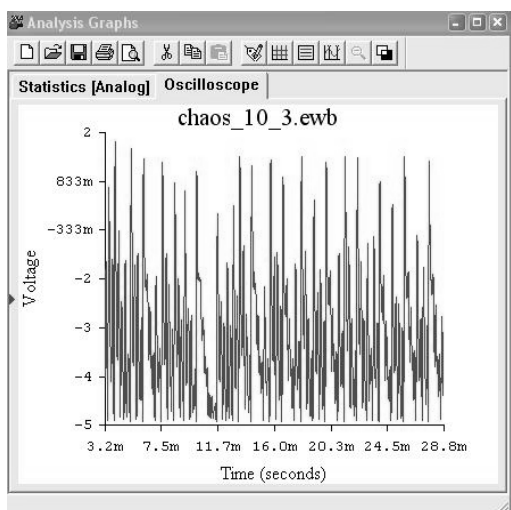 Analysis Graphs
Statistics [Analog] Oscilloscope
chaos_10_3.ewb
2
833m
-333m
-2
-3
-4
-5
Voltage
3.2m 7.5m 11.7m 16.0m 20.3m 24.5m 28.8m
Time (seconds)